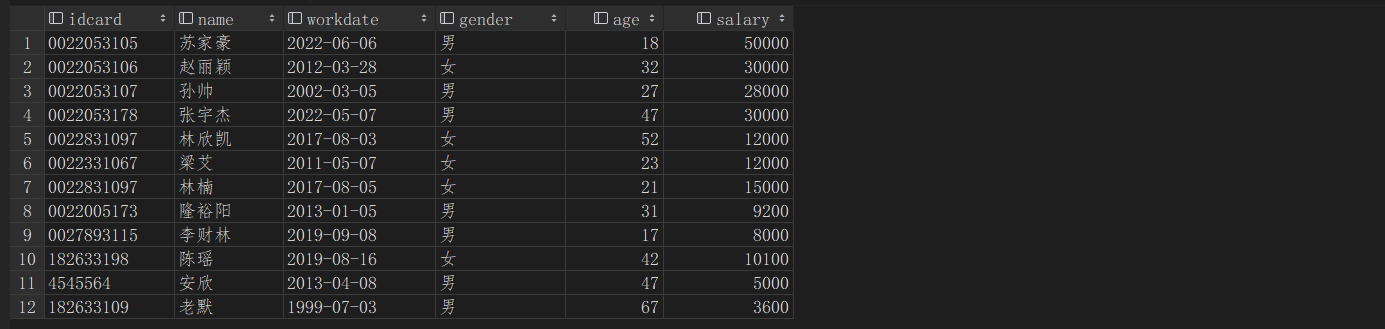 idcard name workdate gender age salary
1 0022053105 苏家豪 2022-06-06 男 18 50000
2 0022053106 赵丽颖 2012-03-28 女 32 30000
3 0022053107 孙帅 2002-03-05 男 27 28000
4 0022053178 张宇杰 2022-05-07 男 47 30000
5 0022831097 林欣凯 2017-08-03 女 52 12000
6 0022331067 梁艾 2011-05-07 女 23 12000
7 0022831097 林楠 2017-08-05 女 21 15000
8 0022005173 隆裕阳 2013-01-05 男 31 9200
9 0027893115 李财林 2019-09-08 男 17 8000
10 182633198 陈瑶 2019-08-16 女 42 10100
11 4545564 安欣 2013-04-08 男 47 5000
12 182633109 老默 1999-07-03 男 67 3600